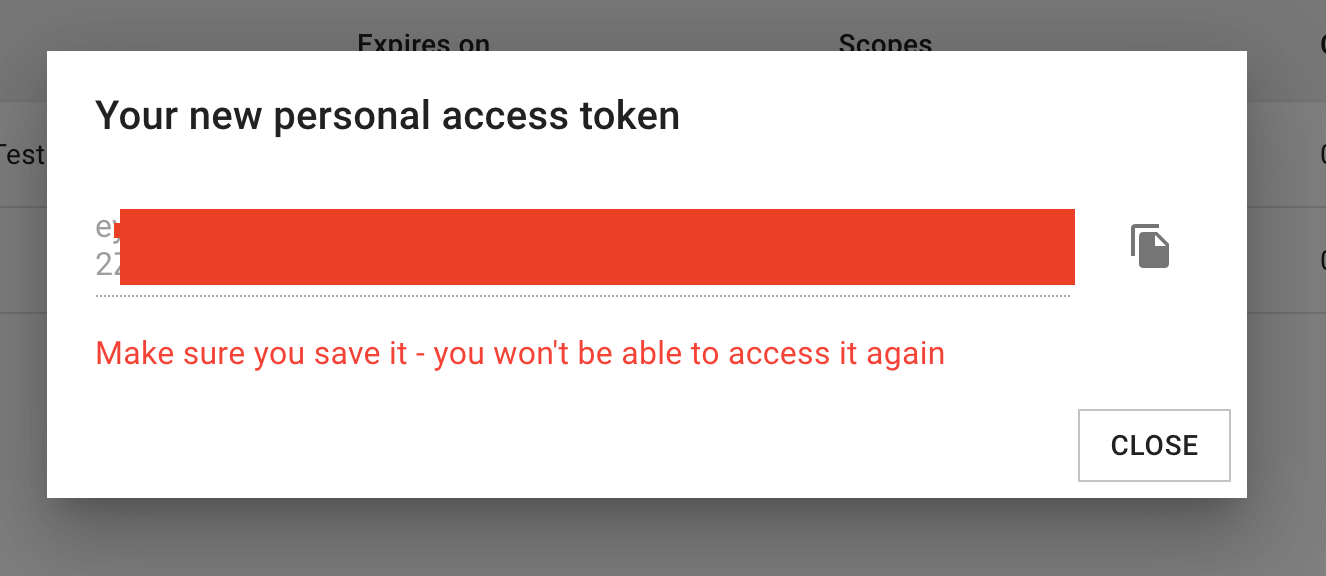 Expires on
Scopes
Your new personal access token
Test
Make sure you save it - you won't be able to access it again
CLOSE